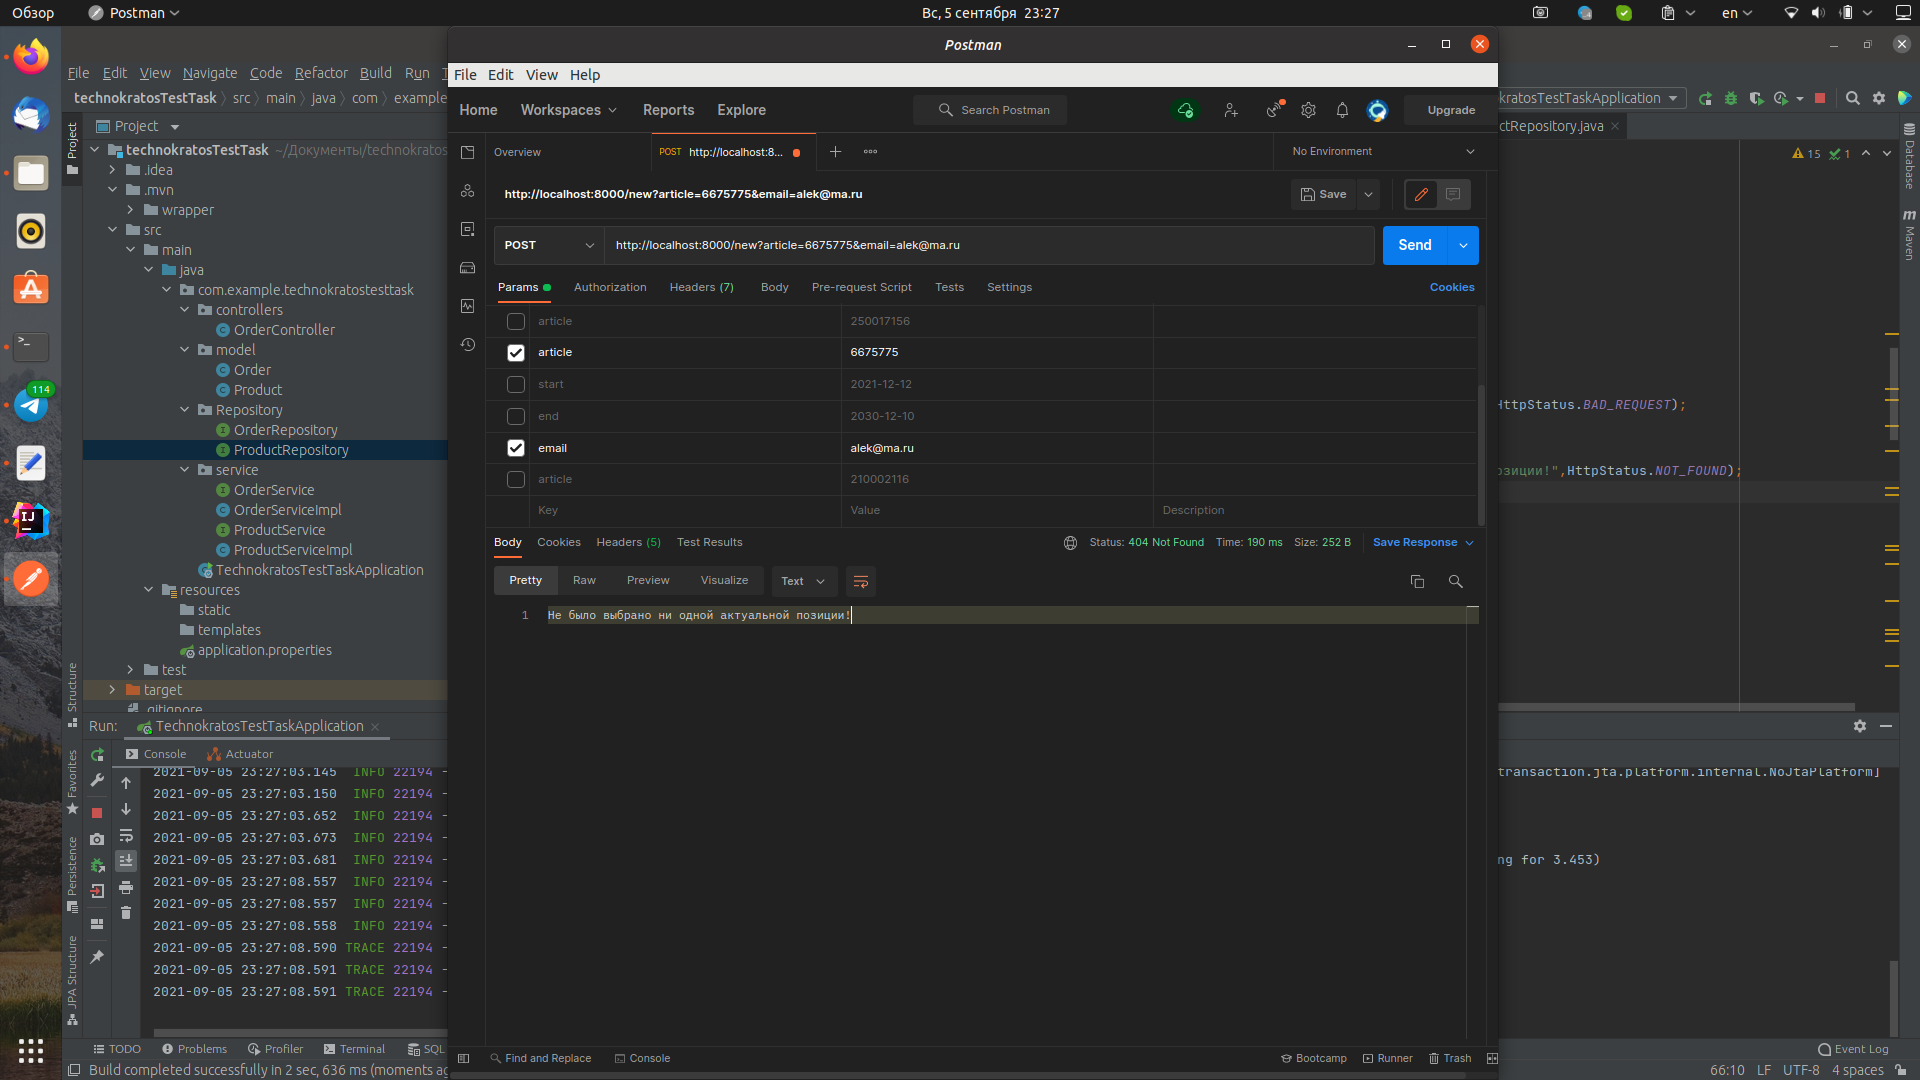 Обзор
Postman
Вс, 5 сентября 23:27
en
Postman
File Edit View Navigate Code Refactor Build Run
technokratosTestTask src main java com example
Project
technokratosTestTask ~/Документы/technokratos
.idea
.mvn
wrapper
src
main
java
com.example.technokratostesttask
controllers
OrderController
model
Order
Product
Repository
OrderRepository
ProductRepository
service
OrderService
OrderServiceImpl
ProductService
ProductServiceImpl
TechnokratosTestTaskApplication
resources
static
templates
application.properties
test
target
.gitignore
114
Project
Structure
Favorites
Persistence
JPA Structure
File Edit View Help
Home Workspaces Reports Explore
Search Postman
Upgrade
Overview
POST http://localhost:8...
No Environment
http://localhost:8000/new?article=6675775&email=alek@ma.ru
Save
POST
http://localhost:8000/new?article=6675775&email=alek@ma.ru
Send
Params Authorization Headers (7) Body Pre-request Script Tests Settings
Cookies
article 250017156
article 6675775
start 2021-12-12
end 2030-12-10
email alek@ma.ru
article 210002116
Key Value Description
Body Cookies Headers (5) Test Results
Status: 404 Not Found Time: 190 ms Size: 252 B
Save Response
Pretty Raw Preview Visualize Text
1 Не было выбрано ни одной актуальной позиции!
Find and Replace Console
Bootcamp Runner Trash
kratosTestTaskApplication
ctRepository.java
15 1
Database
Maven
HttpStatus.BAD_REQUEST);
озиции!",HttpStatus.NOT_FOUND);
Run: TechnokratosTestTaskApplication
Console Actuator
2021-09-05 23:27:03.145 INFO 22194 -
2021-09-05 23:27:03.150 INFO 22194 -
2021-09-05 23:27:03.652 INFO 22194 -
2021-09-05 23:27:03.673 INFO 22194 -
2021-09-05 23:27:03.681 INFO 22194 -
2021-09-05 23:27:08.557 INFO 22194 -
2021-09-05 23:27:08.557 INFO 22194 -
2021-09-05 23:27:08.558 INFO 22194 -
2021-09-05 23:27:08.590 TRACE 22194 -
2021-09-05 23:27:08.591 TRACE 22194 -
2021-09-05 23:27:08.591 TRACE 22194 -
transaction.jta.platform.internal.NoJtaPlatform]
ng for 3.453)
TODO Problems Profiler Terminal SQL
Event Log
Build completed successfully in 2 sec, 636 ms (moments ag
66:10 LF UTF-8 4 spaces